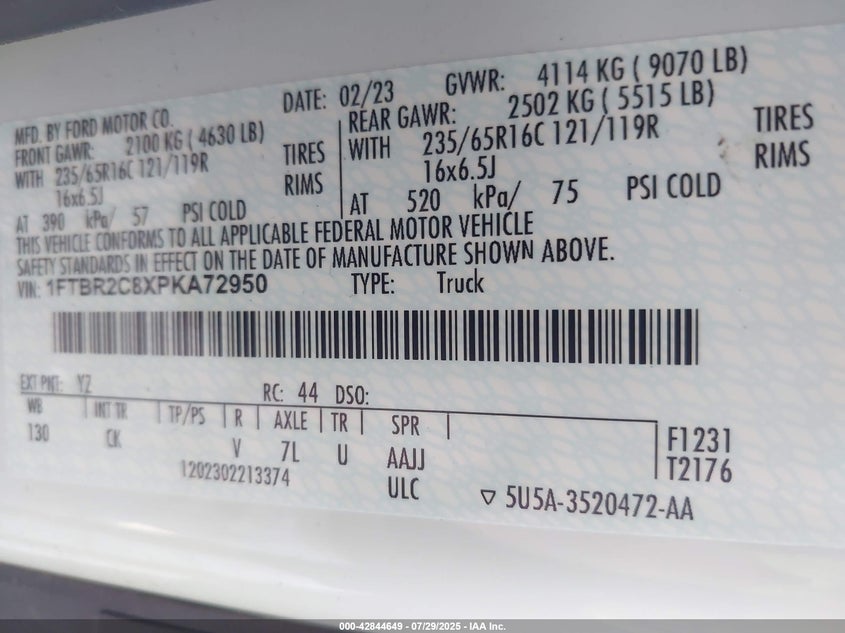 MFD. BY FORD MOTOR CO.
DATE: 02/23
GVWR: 4114 KG ( 9070 LB)
FRONT GAWR: 2100 KG ( 4630 LB)
REAR GAWR: 2502 KG ( 5515 LB)
WITH 235/65R16C 121/119R TIRES
WITH 235/65R16C 121/119R TIRES
16x6.5J RIMS
16x6.5J RIMS
AT 390 kPa/ 57 PSI COLD
AT 520 kPa/ 75 PSI COLD
THIS VEHICLE CONFORMS TO ALL APPLICABLE FEDERAL MOTOR VEHICLE
SAFETY STANDARDS IN EFFECT ON THE DATE OF MANUFACTURE SHOWN ABOVE.
VIN: 1FTBR2C8XPKA72950 TYPE: Truck
EXT PNT: YZ RC: 44 DSO:
WB INT TR TP/PS R AXLE TR SPR
130 CK V 7L U AAJJ
F1231
T2176
1202302213374 ULC
▽ 5U5A-3520472-AA
000-42844649 - 07/29/2025 - IAA Inc.